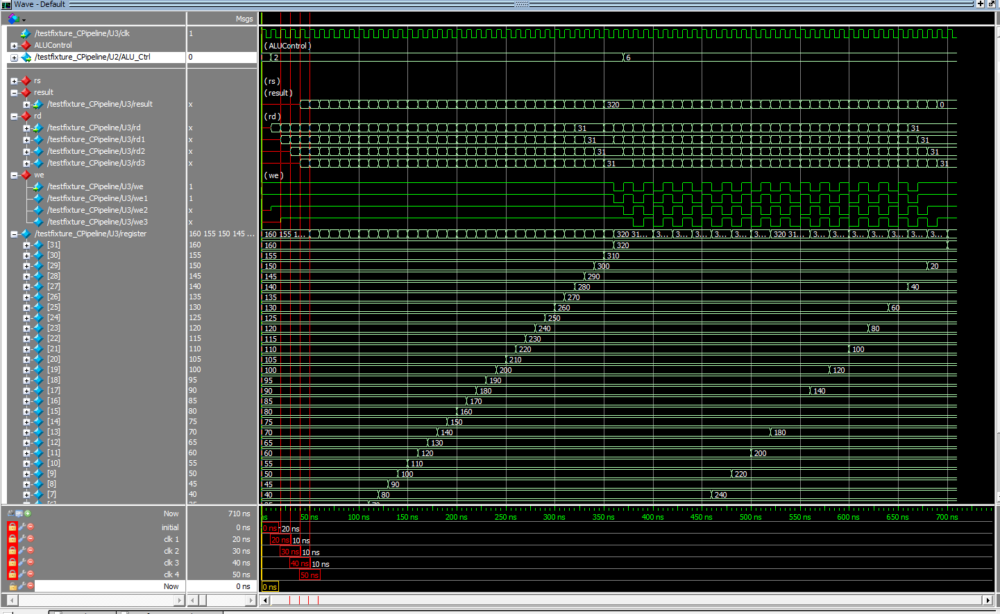 Wave - Default
Msgs
/testfixture_CPipeline/U3/clk 1
ALUControl (ALUControl)
/testfixture_CPipeline/U2/ALU_Ctrl 0 2 6
rs (rs)
result (result)
/testfixture_CPipeline/U3/result x 320 0
rd (rd)
/testfixture_CPipeline/U3/rd x 31 31
/testfixture_CPipeline/U3/rd1 x 31 31
/testfixture_CPipeline/U3/rd2 x 31 31
/testfixture_CPipeline/U3/rd3 x 31 31
we (we)
/testfixture_CPipeline/U3/we 1
/testfixture_CPipeline/U3/we1 1
/testfixture_CPipeline/U3/we2 x
/testfixture_CPipeline/U3/we3 x
/testfixture_CPipeline/U3/register 160 155 150 145 ... 160 155 1... 320 31... 3... 3... 3... 3... 3... 320 31... 3... 3... 3... 3... 3... 3... 3...
[31] 160 160 320
[30] 155 155 310
[29] 150 150 300 20
[28] 145 145 290
[27] 140 140 280 40
[26] 135 135 270
[25] 130 130 260 60
[24] 125 125 250
[23] 120 120 240 80
[22] 115 115 230
[21] 110 110 220 100
[20] 105 105 210
[19] 100 100 200 120
[18] 95 95 190
[17] 90 90 180 140
[16] 85 85 170
[15] 80 80 160
[14] 75 75 150
[13] 70 70 140 180
[12] 65 65 130
[11] 60 60 120 200
[10] 55 55 110
[9] 50 50 100 220
[8] 45 45 90
[7] 40 40 80 240
Now 710 ns ns 50 ns 100 ns 150 ns 200 ns 250 ns 300 ns 350 ns 400 ns 450 ns 500 ns 550 ns 600 ns 650 ns 700 ns
initial 0 ns 0 ns 20 ns
clk 1 20 ns 20 ns 10 ns
clk 2 30 ns 30 ns 10 ns
clk 3 40 ns 40 ns 10 ns
clk 4 50 ns 50 ns
Now 0 ns 0 ns